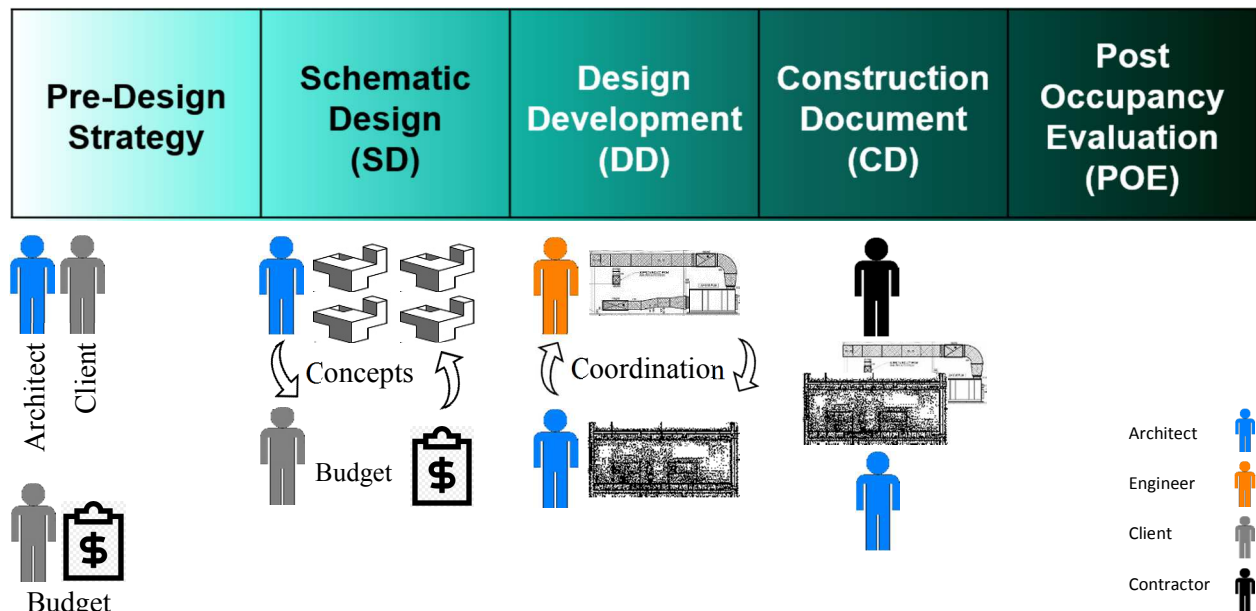 Pre-Design
Strategy
Schematic
Design
(SD)
Design
Development
(DD)
Construction
Document
(CD)
Post
Occupancy
Evaluation
(POE)
Architect
Client
Concepts
Budget
$
Coordination
$
Budget
Architect
Engineer
Client
Contractor